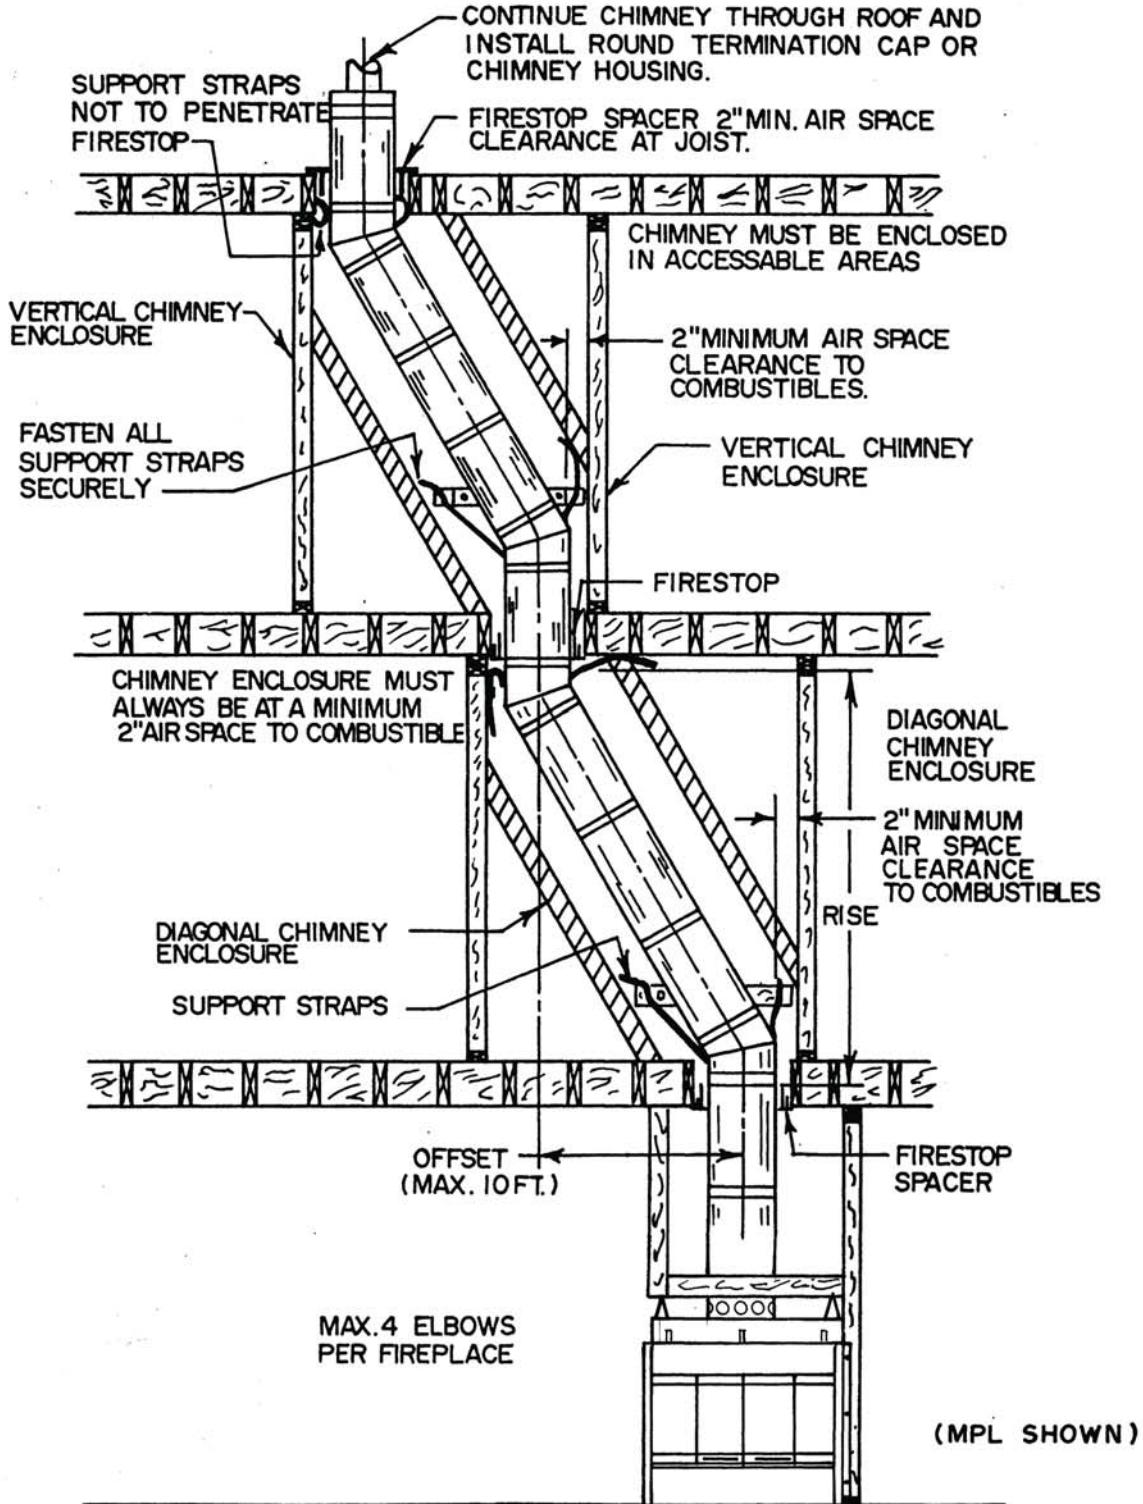 CONTINUE CHIMNEY THROUGH ROOF AND
INSTALL ROUND TERMINATION CAP OR
CHIMNEY HOUSING.
SUPPORT STRAPS
NOT TO PENETRATE
FIRESTOP
FIRESTOP SPACER 2" MIN. AIR SPACE
CLEARANCE AT JOIST.
CHIMNEY MUST BE ENCLOSED
IN ACCESSABLE AREAS
VERTICAL CHIMNEY
ENCLOSURE
2" MINIMUM AIR SPACE
CLEARANCE TO
COMBUSTIBLES.
FASTEN ALL
SUPPORT STRAPS
SECURELY
VERTICAL CHIMNEY
ENCLOSURE
FIRESTOP
CHIMNEY ENCLOSURE MUST
ALWAYS BE AT A MINIMUM
2" AIR SPACE TO COMBUSTIBLE
DIAGONAL
CHIMNEY
ENCLOSURE
2" MINIMUM
AIR SPACE
CLEARANCE
TO COMBUSTIBLES
RISE
DIAGONAL CHIMNEY
ENCLOSURE
SUPPORT STRAPS
OFFSET
(MAX. 10 FT.)
FIRESTOP
SPACER
MAX. 4 ELBOWS
PER FIREPLACE
(MPL SHOWN)